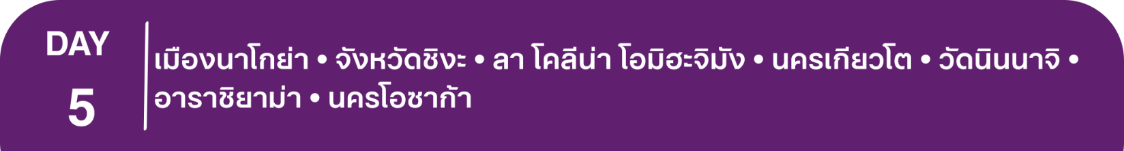 DAY
5
เมืองนาโกย่า • จังหวัดชิงะ • ลา โคลีน่า โอมิฮะจิมัง • นครเกียวโต • วัดนินนาจิ •
อาราชิยาม่า • นครโอซาก้า